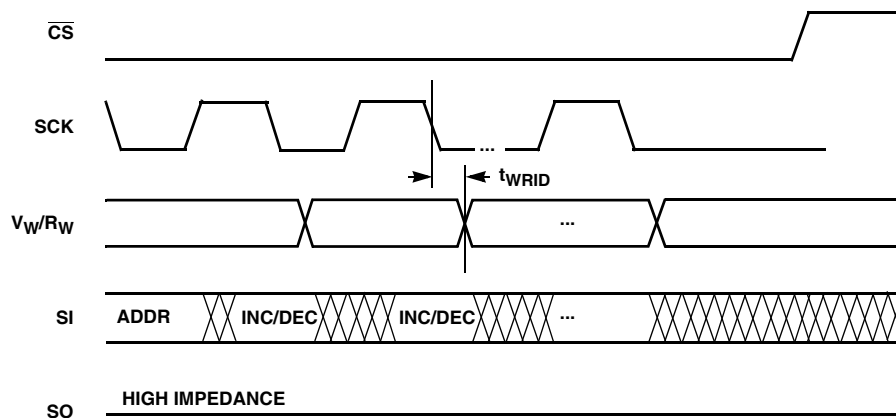 CS
SCK
...
tWRID
VW/RW
...
SI
ADDR
INC/DEC
INC/DEC
...
SO
HIGH IMPEDANCE